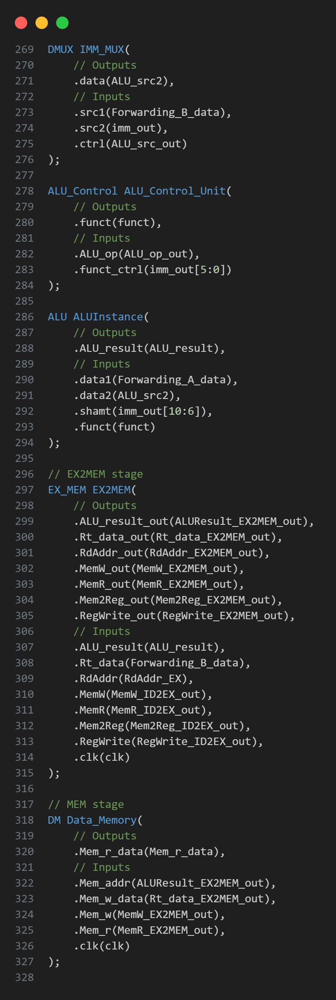 269 DMUX IMM_MUX(
270     // Outputs
271     .data(ALU_src2),
272     // Inputs
273     .src1(Forwarding_B_data),
274     .src2(imm_out),
275     .ctrl(ALU_src_out)
276 );
277
278 ALU_Control ALU_Control_Unit(
279     // Outputs
280     .funct(funct),
281     // Inputs
282     .ALU_op(ALU_op_out),
283     .funct_ctrl(imm_out[5:0])
284 );
285
286 ALU ALUInstance(
287     // Outputs
288     .ALU_result(ALU_result),
289     // Inputs
290     .data1(Forwarding_A_data),
291     .data2(ALU_src2),
292     .shamt(imm_out[10:6]),
293     .funct(funct)
294 );
295
296 // EX2MEM stage
297 EX_MEM EX2MEM(
298     // Outputs
299     .ALU_result_out(ALUResult_EX2MEM_out),
300     .Rt_data_out(Rt_data_EX2MEM_out),
301     .RdAddr_out(RdAddr_EX2MEM_out),
302     .MemW_out(MemW_EX2MEM_out),
303     .MemR_out(MemR_EX2MEM_out),
304     .Mem2Reg_out(Mem2Reg_EX2MEM_out),
305     .RegWrite_out(RegWrite_EX2MEM_out),
306     // Inputs
307     .ALU_result(ALU_result),
308     .Rt_data(Forwarding_B_data),
309     .RdAddr(RdAddr_EX),
310     .MemW(MemW_ID2EX_out),
311     .MemR(MemR_ID2EX_out),
312     .Mem2Reg(Mem2Reg_ID2EX_out),
313     .RegWrite(RegWrite_ID2EX_out),
314     .clk(clk)
315 );
316
317 // MEM stage
318 DM Data_Memory(
319     // Outputs
320     .Mem_r_data(Mem_r_data),
321     // Inputs
322     .Mem_addr(ALUResult_EX2MEM_out),
323     .Mem_w_data(Rt_data_EX2MEM_out),
324     .Mem_w(MemW_EX2MEM_out),
325     .Mem_r(MemR_EX2MEM_out),
326     .clk(clk)
327 );
328